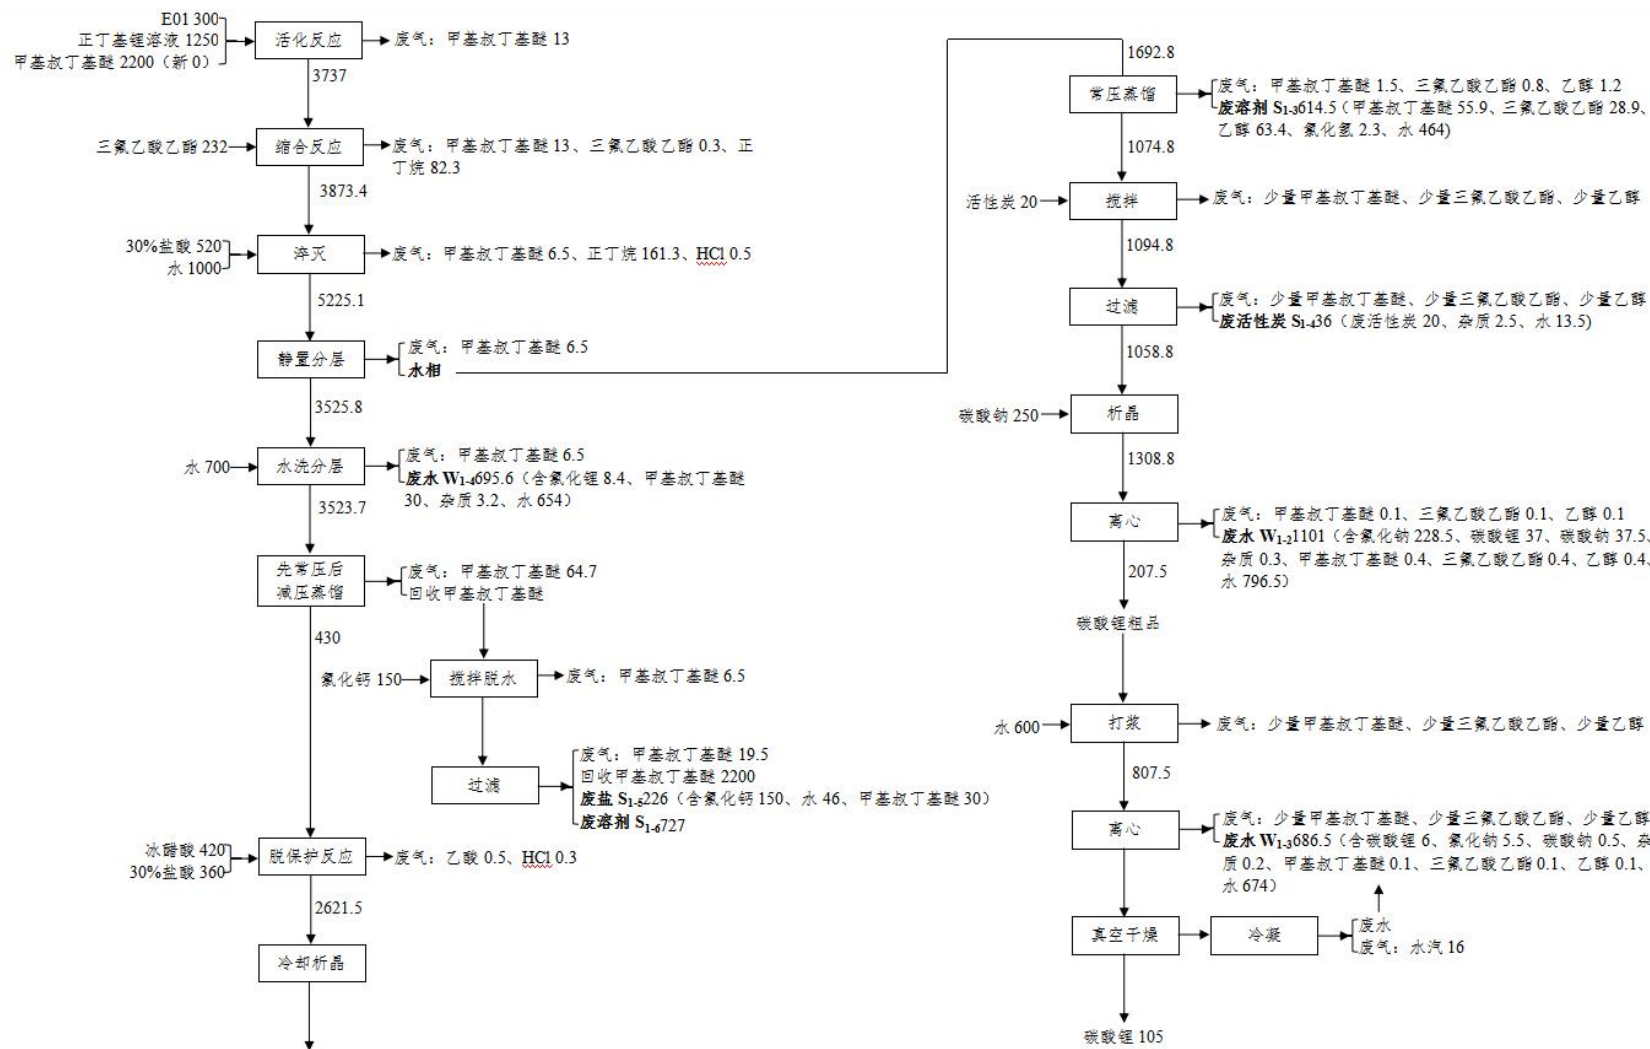 E01 300
正丁基锂溶液 1250
甲基叔丁基醚 2200（新 0）
活化反应
废气：甲基叔丁基醚 13
3737
三氟乙酸乙酯 232
缩合反应
废气：甲基叔丁基醚 13、三氟乙酸乙酯 0.3、正
丁烷 82.3
3873.4
30%盐酸 520
水 1000
淬灭
废气：甲基叔丁基醚 6.5、正丁烷 161.3、HCl 0.5
5225.1
静置分层
废气：甲基叔丁基醚 6.5
水相
3525.8
水 700
水洗分层
废气：甲基叔丁基醚 6.5
废水 W1-4695.6（含氯化锂 8.4、甲基叔丁基醚
30、杂质 3.2、水 654）
3523.7
先常压后
减压蒸馏
废气：甲基叔丁基醚 64.7
回收甲基叔丁基醚
430
氯化钙 150
搅拌脱水
废气：甲基叔丁基醚 6.5
过滤
废气：甲基叔丁基醚 19.5
回收甲基叔丁基醚 2200
废盐 S1-5226（含氯化钙 150、水 46、甲基叔丁基醚 30）
废溶剂 S1-6727
冰醋酸 420
30%盐酸 360
脱保护反应
废气：乙酸 0.5、HCl 0.3
2621.5
冷却析晶
1692.8
常压蒸馏
废气：甲基叔丁基醚 1.5、三氟乙酸乙酯 0.8、乙醇 1.2
废溶剂 S1-3614.5（甲基叔丁基醚 55.9、三氟乙酸乙酯 28.9、
乙醇 63.4、氯化氢 2.3、水 464)
1074.8
活性炭 20
搅拌
废气：少量甲基叔丁基醚、少量三氟乙酸乙酯、少量乙醇
1094.8
过滤
废气：少量甲基叔丁基醚、少量三氟乙酸乙酯、少量乙醇
废活性炭 S1-436（废活性炭 20、杂质 2.5、水 13.5)
1058.8
碳酸钠 250
析晶
1308.8
离心
废气：甲基叔丁基醚 0.1、三氟乙酸乙酯 0.1、乙醇 0.1
废水 W1-21101（含氯化钠 228.5、碳酸锂 37、碳酸钠 37.5、
杂质 0.3、甲基叔丁基醚 0.4、三氟乙酸乙酯 0.4、乙醇 0.4、
水 796.5）
207.5
碳酸锂粗品
水 600
打浆
废气：少量甲基叔丁基醚、少量三氟乙酸乙酯、少量乙醇
807.5
离心
废气：少量甲基叔丁基醚、少量三氟乙酸乙酯、少量乙醇
废水 W1-3686.5（含碳酸锂 6、氯化钠 5.5、碳酸钠 0.5、杂
质 0.2、甲基叔丁基醚 0.1、三氟乙酸乙酯 0.1、乙醇 0.1、
水 674）
真空干燥
冷凝
废水
废气：水汽 16
碳酸锂 105